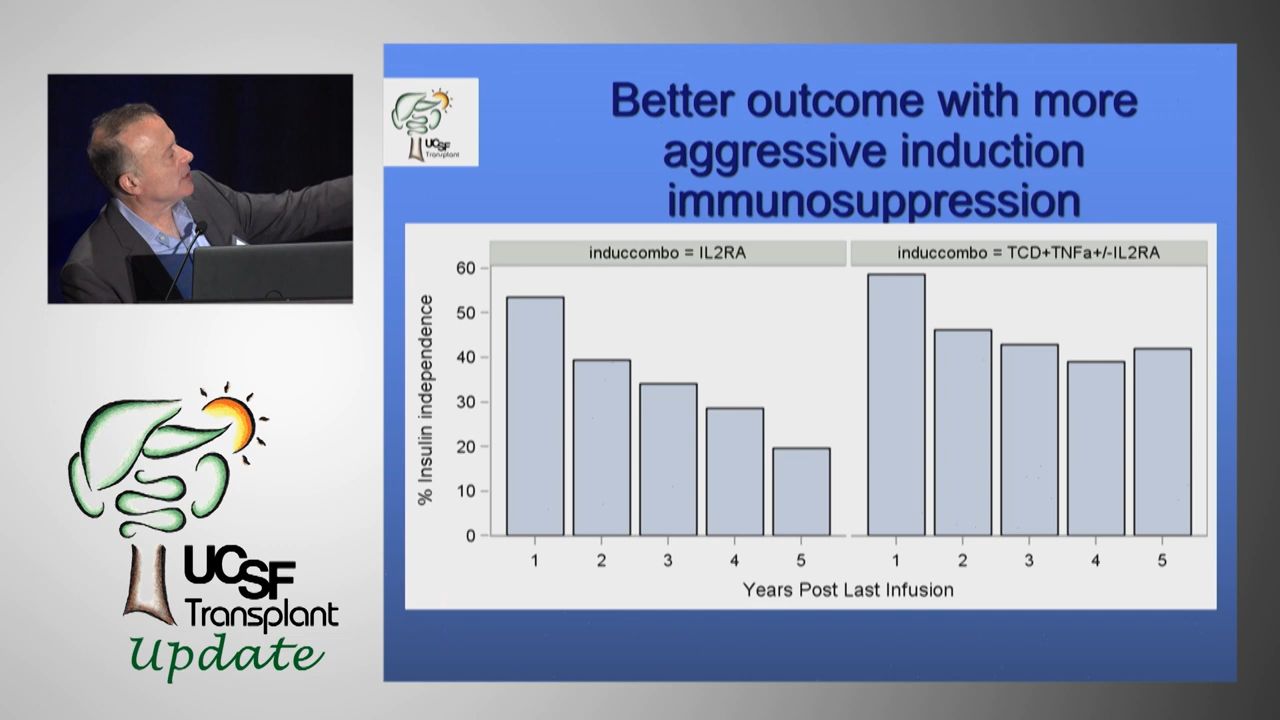 UCSF
Transplant
Better outcome with more
aggressive induction
immunosuppression
induccombo = IL2RA
induccombo = TCD+TNFa+/-IL2RA
% Insulin independence
60
50
40
30
20
10
0
1 2 3 4 5
1 2 3 4 5
Years Post Last Infusion
UCSF
Transplant
Update